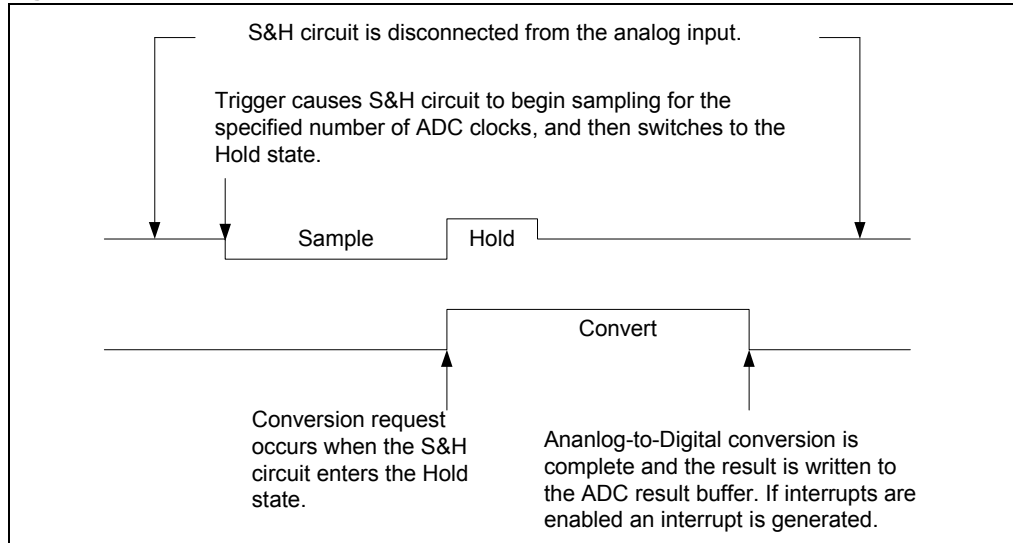 S&H circuit is disconnected from the analog input.
Trigger causes S&H circuit to begin sampling for the
specified number of ADC clocks, and then switches to the
Hold state.
Sample
Hold
Convert
Conversion request
occurs when the S&H
circuit enters the Hold
state.
Ananlog-to-Digital conversion is
complete and the result is written to
the ADC result buffer. If interrupts are
enabled an interrupt is generated.